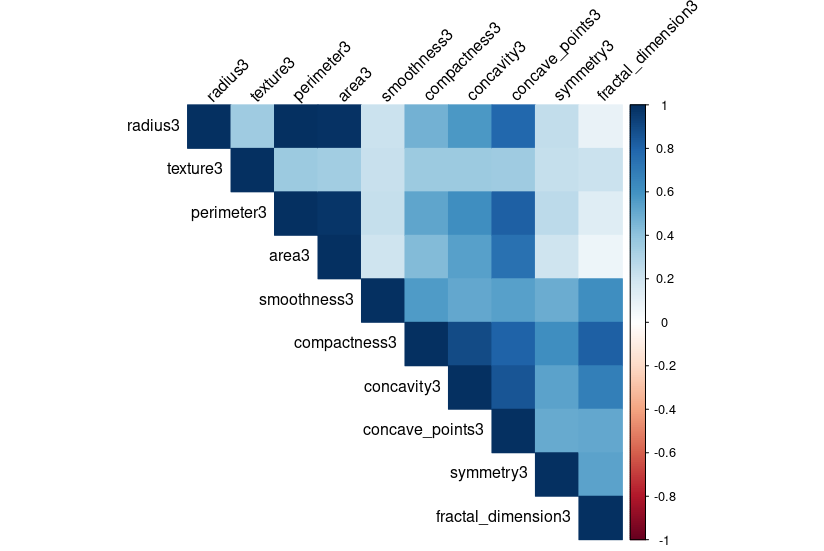 radius3
texture3
perimeter3
area3
smoothness3
compactness3
concavity3
concave_points3
symmetry3
fractal_dimension3
radius3
texture3
perimeter3
area3
smoothness3
compactness3
concavity3
concave_points3
symmetry3
fractal_dimension3
1
0.8
0.6
0.4
0.2
0
-0.2
-0.4
-0.6
-0.8
-1